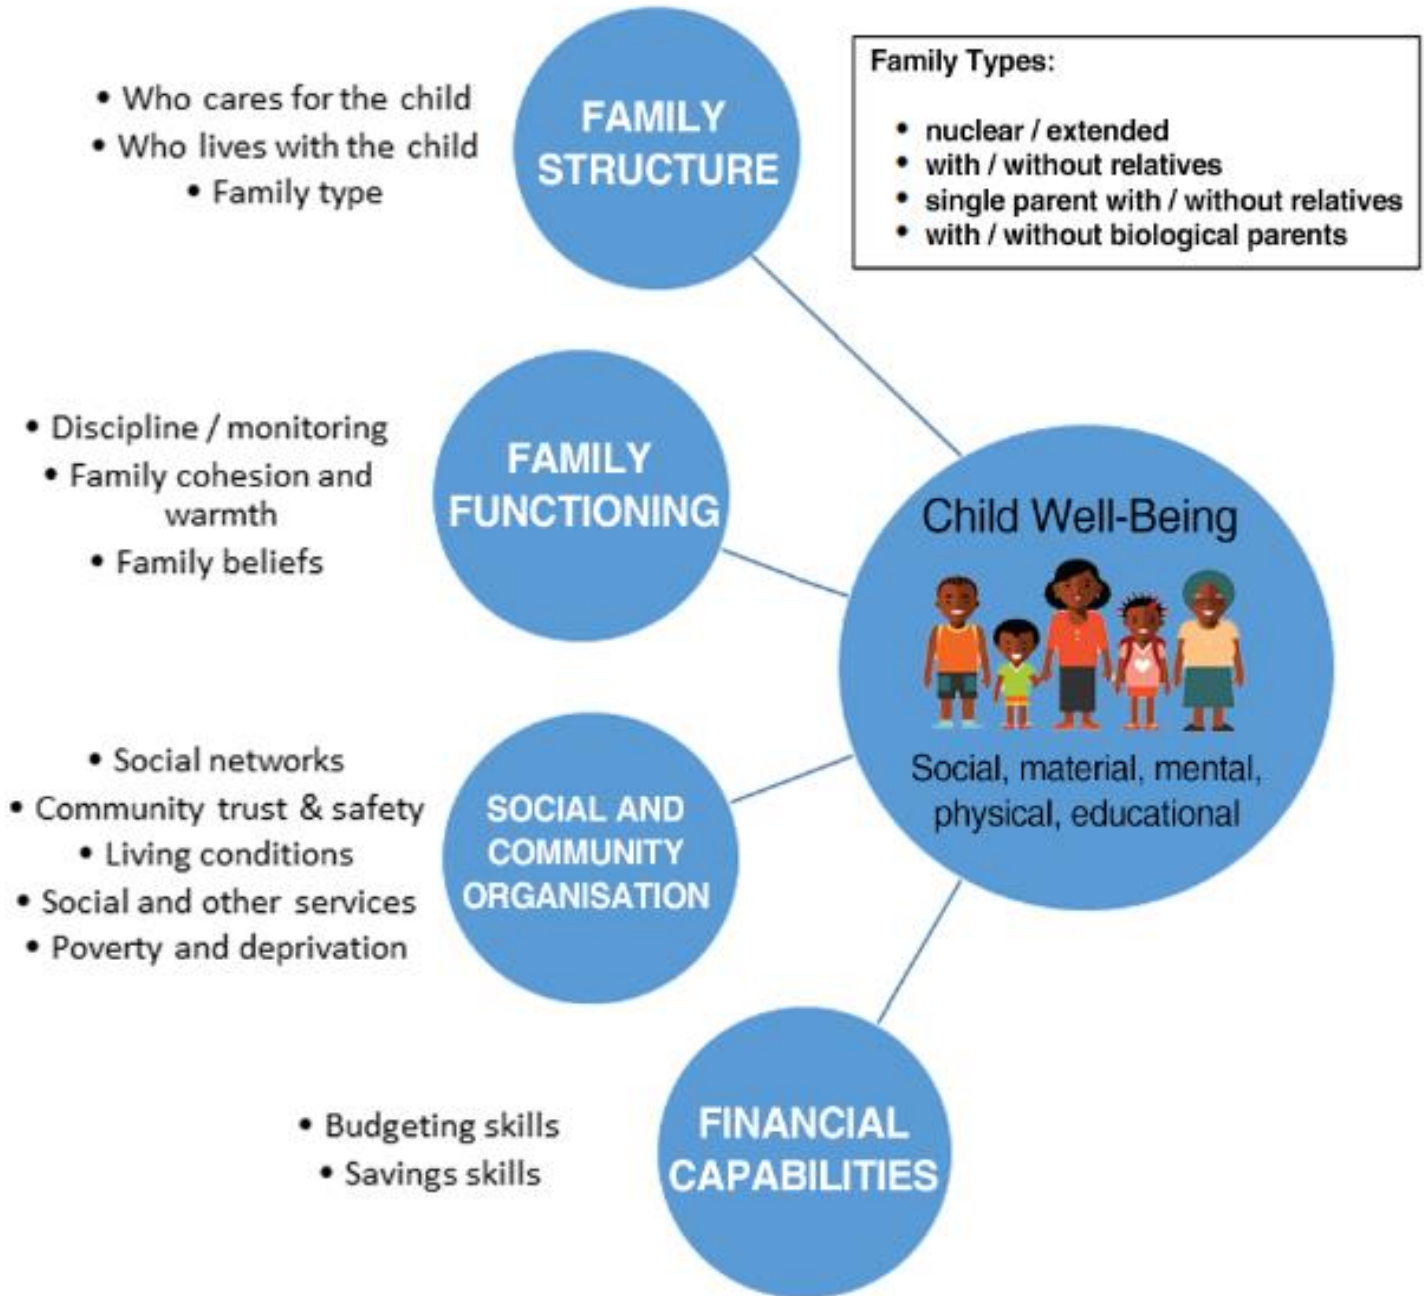 • Who cares for the child
• Who lives with the child
• Family type
FAMILY
STRUCTURE
Family Types:
• nuclear / extended
• with / without relatives
• single parent with / without relatives
• with / without biological parents
• Discipline / monitoring
• Family cohesion and
warmth
• Family beliefs
FAMILY
FUNCTIONING
Child Well-Being
Social, material, mental,
physical, educational
• Social networks
• Community trust & safety
• Living conditions
• Social and other services
• Poverty and deprivation
SOCIAL AND
COMMUNITY
ORGANISATION
• Budgeting skills
• Savings skills
FINANCIAL
CAPABILITIES